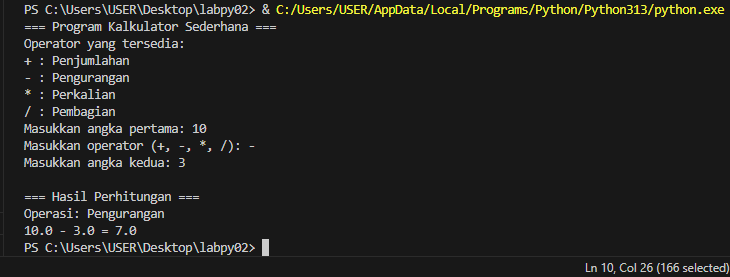 PS C:\Users\USER\Desktop\labpy02> & C:/Users/USER/AppData/Local/Programs/Python/Python313/python.exe
=== Program Kalkulator Sederhana ===
Operator yang tersedia:
+ : Penjumlahan
- : Pengurangan
* : Perkalian
/ : Pembagian
Masukkan angka pertama: 10
Masukkan operator (+, -, *, /): -
Masukkan angka kedua: 3
=== Hasil Perhitungan ===
Operasi: Pengurangan
10.0 - 3.0 = 7.0
PS C:\Users\USER\Desktop\labpy02>
Ln 10, Col 26 (166 selected)